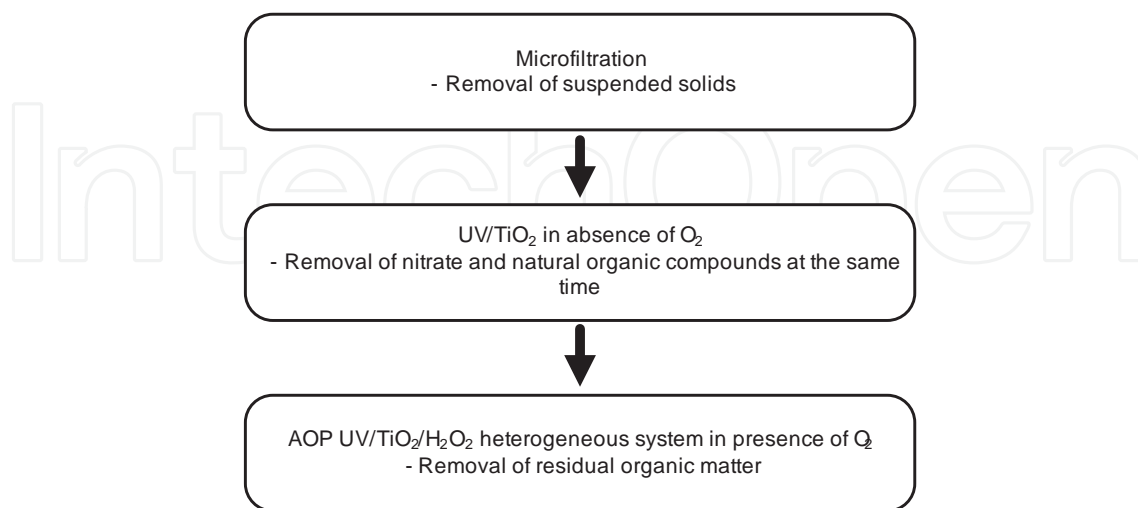 Microfiltration
- Removal of suspended solids
IntechOpen
UV/TiO₂ in absence of O₂
- Removal of nitrate and natural organic compounds at the same
time
AOP UV/TiO₂/H₂O₂ heterogeneous system in presence of O₂
- Removal of residual organic matter